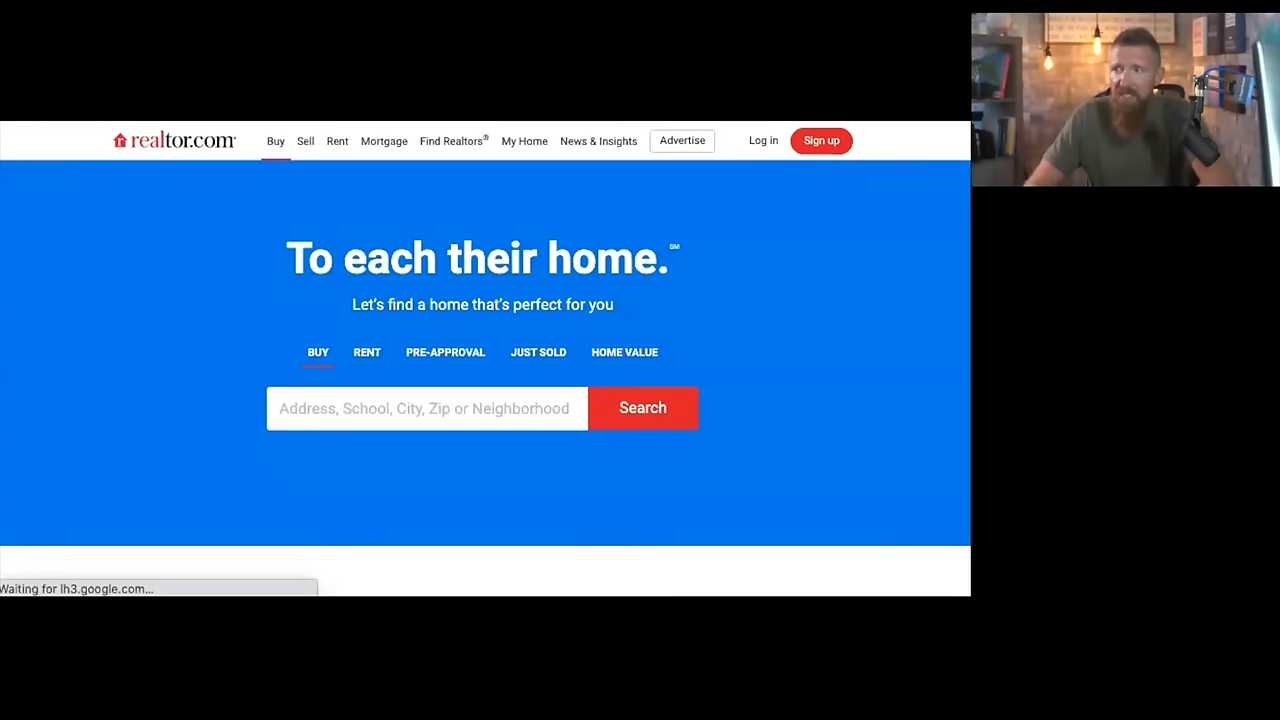 realtor.com®
Buy Sell Rent Mortgage Find Realtors® My Home News & Insights Advertise Log in Sign up
To each their home.℠
Let's find a home that's perfect for you
BUY RENT PRE-APPROVAL JUST SOLD HOME VALUE
Address, School, City, Zip or Neighborhood Search
Waiting for lh3.google.com...